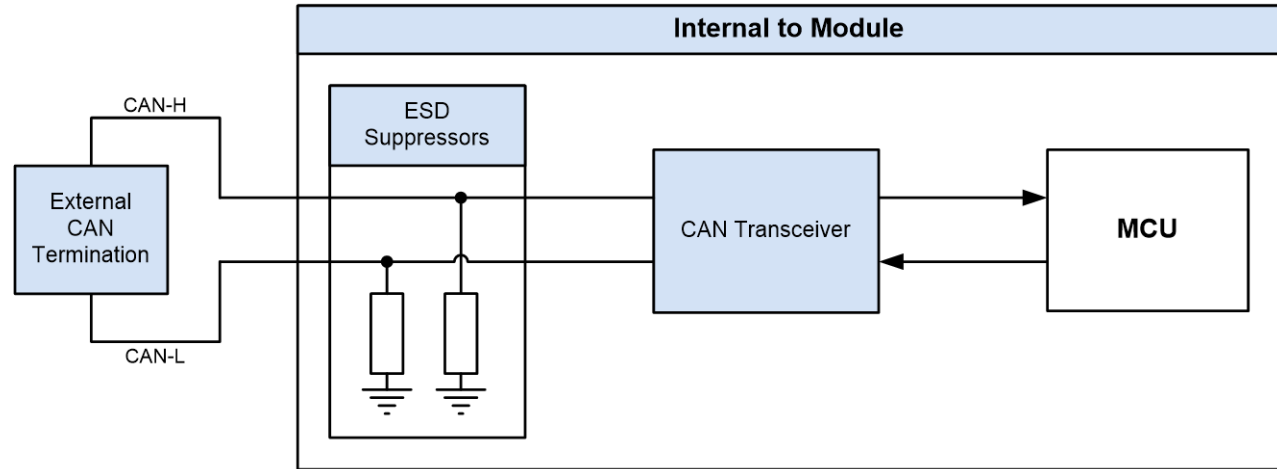 Internal to Module
CAN-H
ESD
Suppressors
External
CAN
Termination
CAN Transceiver
MCU
CAN-L